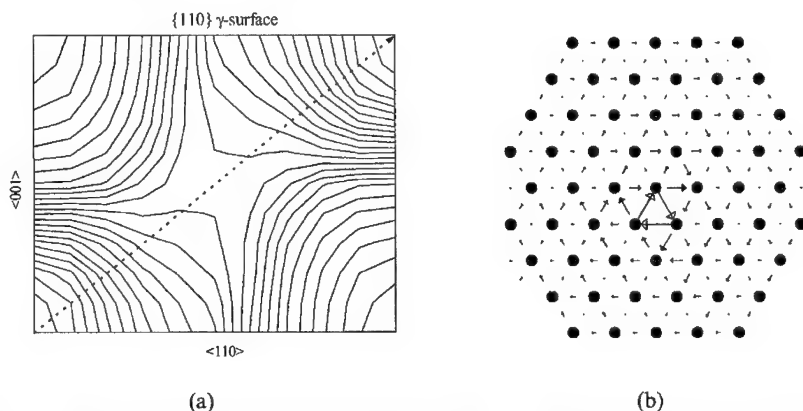 {110} γ-surface
<001>
<110>
(a)
(b)